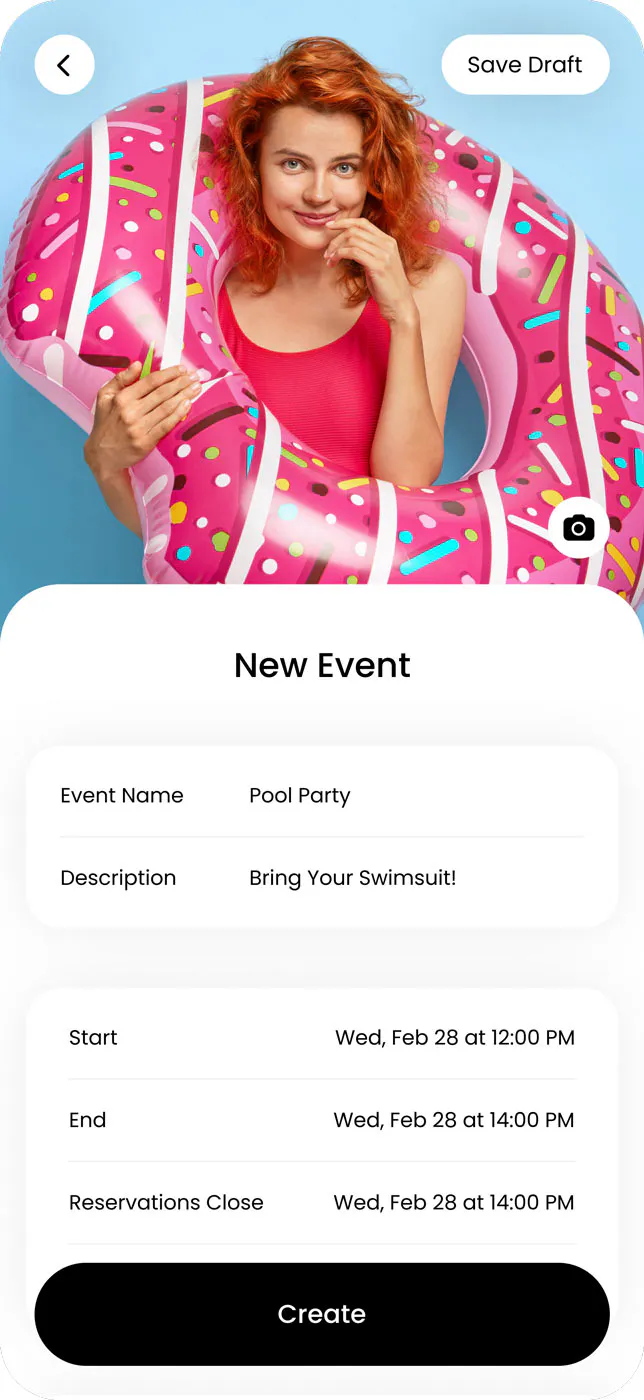 Save Draft
New Event
Event Name Pool Party
Description Bring Your Swimsuit!
Start Wed, Feb 28 at 12:00 PM
End Wed, Feb 28 at 14:00 PM
Reservations Close Wed, Feb 28 at 14:00 PM
Create